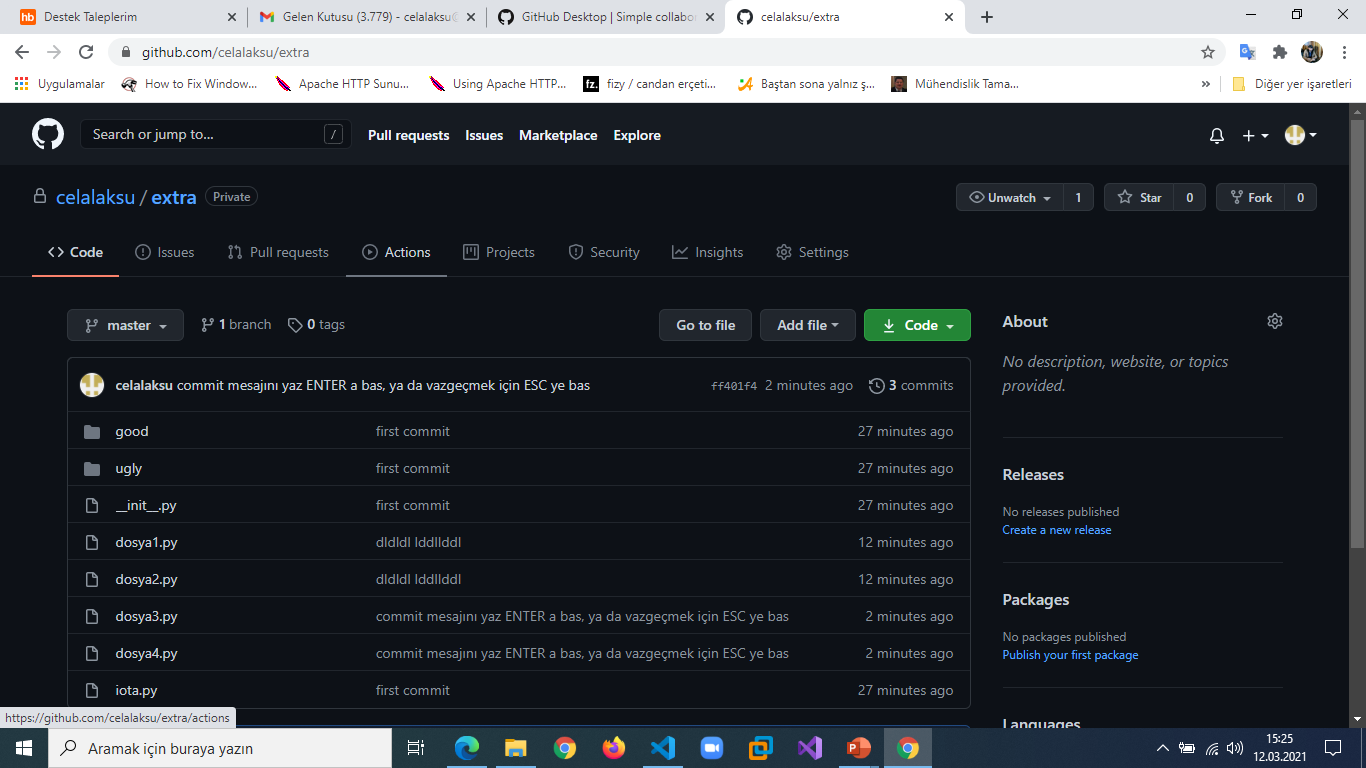 hb Destek Taleplerim
Gelen Kutusu (3.779) - celalaksu@
GitHub Desktop | Simple collabo
celalaksu/extra
github.com/celalaksu/extra
Uygulamalar
How to Fix Window...
Apache HTTP Sunu...
Using Apache HTTP...
fz. fizy / candan erçeti...
Baştan sona yalnız ş...
Mühendislik Tama...
»
Diğer yer işaretleri
Search or jump to... /
Pull requests
Issues
Marketplace
Explore
celalaksu / extra Private
Unwatch 1
Star 0
Fork 0
Code
Issues
Pull requests
Actions
Projects
Security
Insights
Settings
master
1 branch
0 tags
Go to file
Add file
Code
celalaksu commit mesajını yaz ENTER a bas, ya da vazgeçmek için ESC ye bas ff401f4 2 minutes ago 3 commits
good first commit 27 minutes ago
ugly first commit 27 minutes ago
__init__.py first commit 27 minutes ago
dosya1.py dldldl lddllddl 12 minutes ago
dosya2.py dldldl lddllddl 12 minutes ago
dosya3.py commit mesajını yaz ENTER a bas, ya da vazgeçmek için ESC ye bas 2 minutes ago
dosya4.py commit mesajını yaz ENTER a bas, ya da vazgeçmek için ESC ye bas 2 minutes ago
iota.py first commit 27 minutes ago
About
No description, website, or topics
provided.
Releases
No releases published
Create a new release
Packages
No packages published
Publish your first package
Languages
https://github.com/celalaksu/extra/actions
Aramak için buraya yazın
15:25
12.03.2021